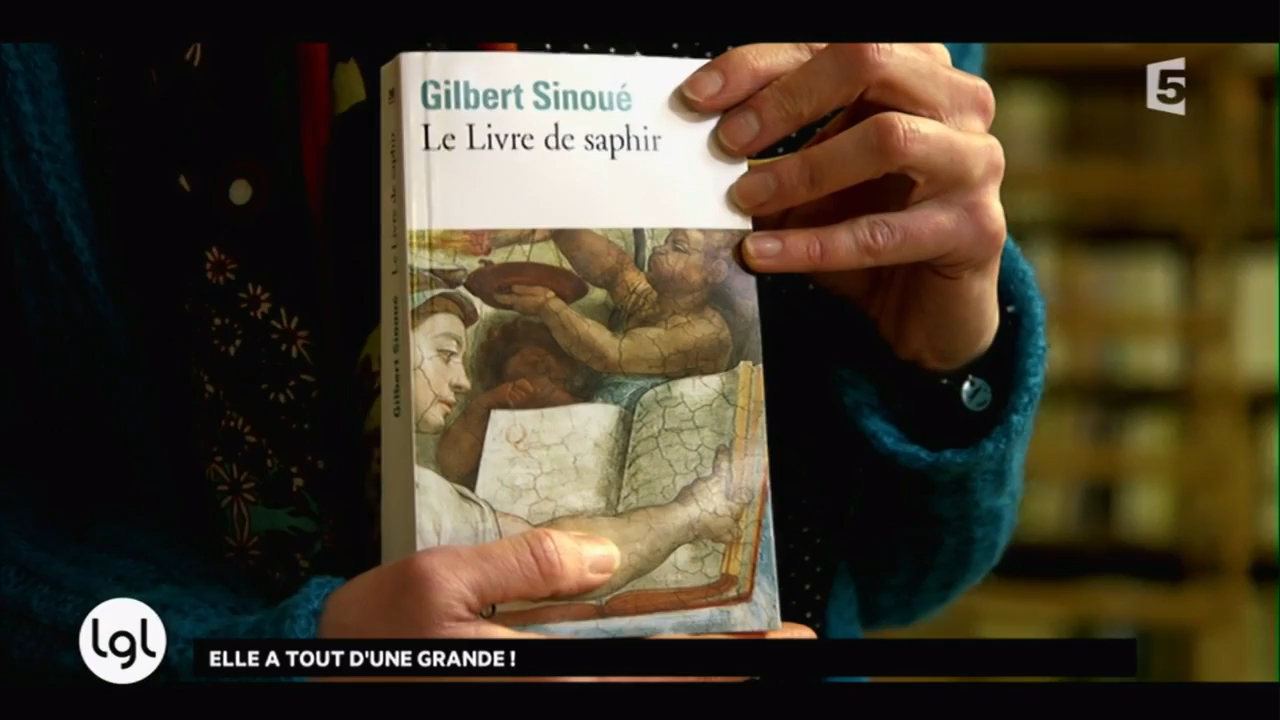 Gilbert Sinoué
Le Livre de saphir
Gilbert Sinoué Le Livre de saphir
5
lgl
ELLE A TOUT D'UNE GRANDE !